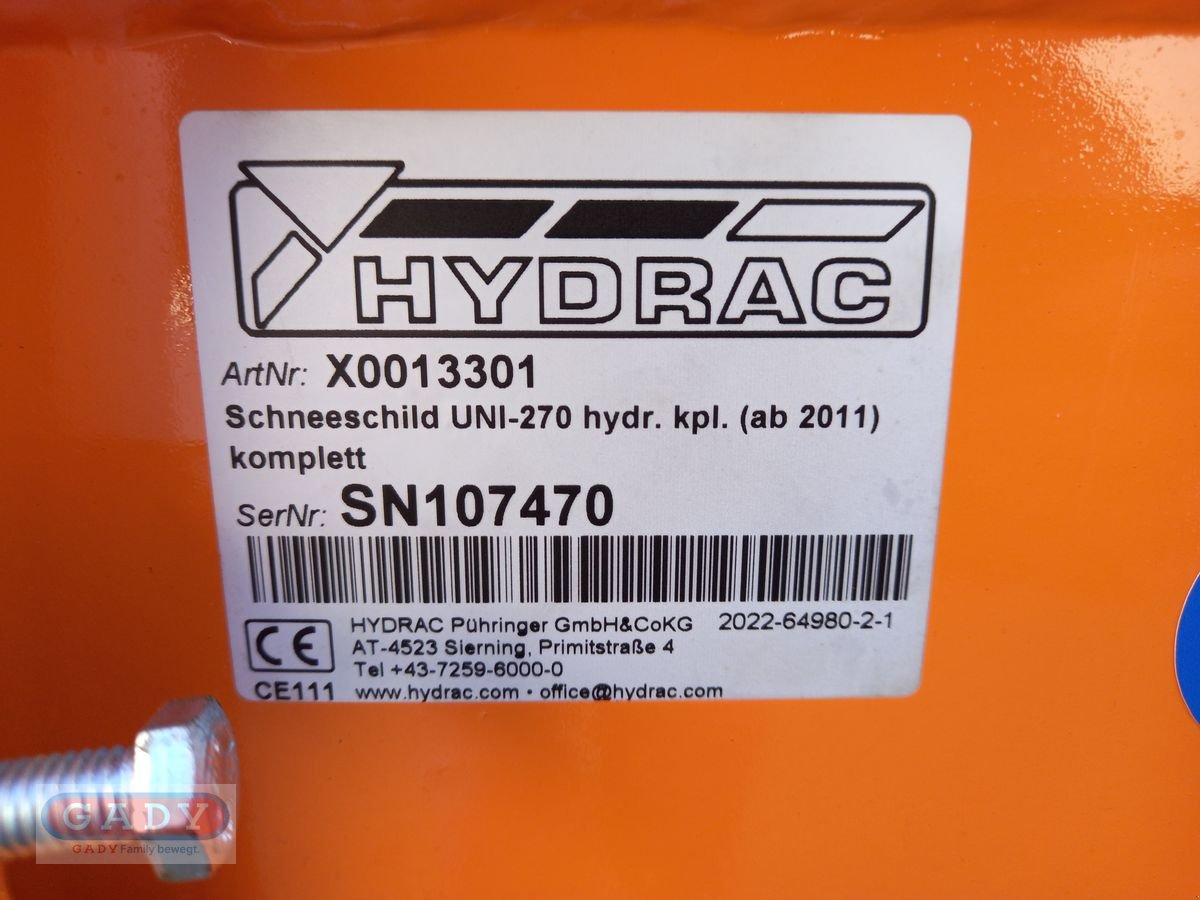 HYDRAC
ArtNr: X0013301
Schneeschild UNI-270 hydr. kpl. (ab 2011)
komplett
SerNr: SN107470
CE HYDRAC Pühringer GmbH&CoKG 2022-64980-2-1
AT-4523 Sierning, Primitstraße 4
Tel +43-7259-6000-0
CE111 www.hydrac.com • office@hydrac.com
GADY
GADY Family bewegt.